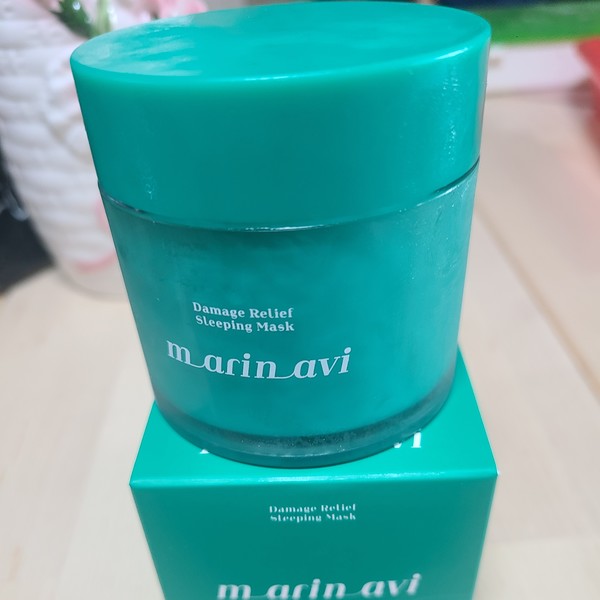 Damage Relief
Sleeping Mask
marin avi
Damage Relief
Sleeping Mask
marin avi